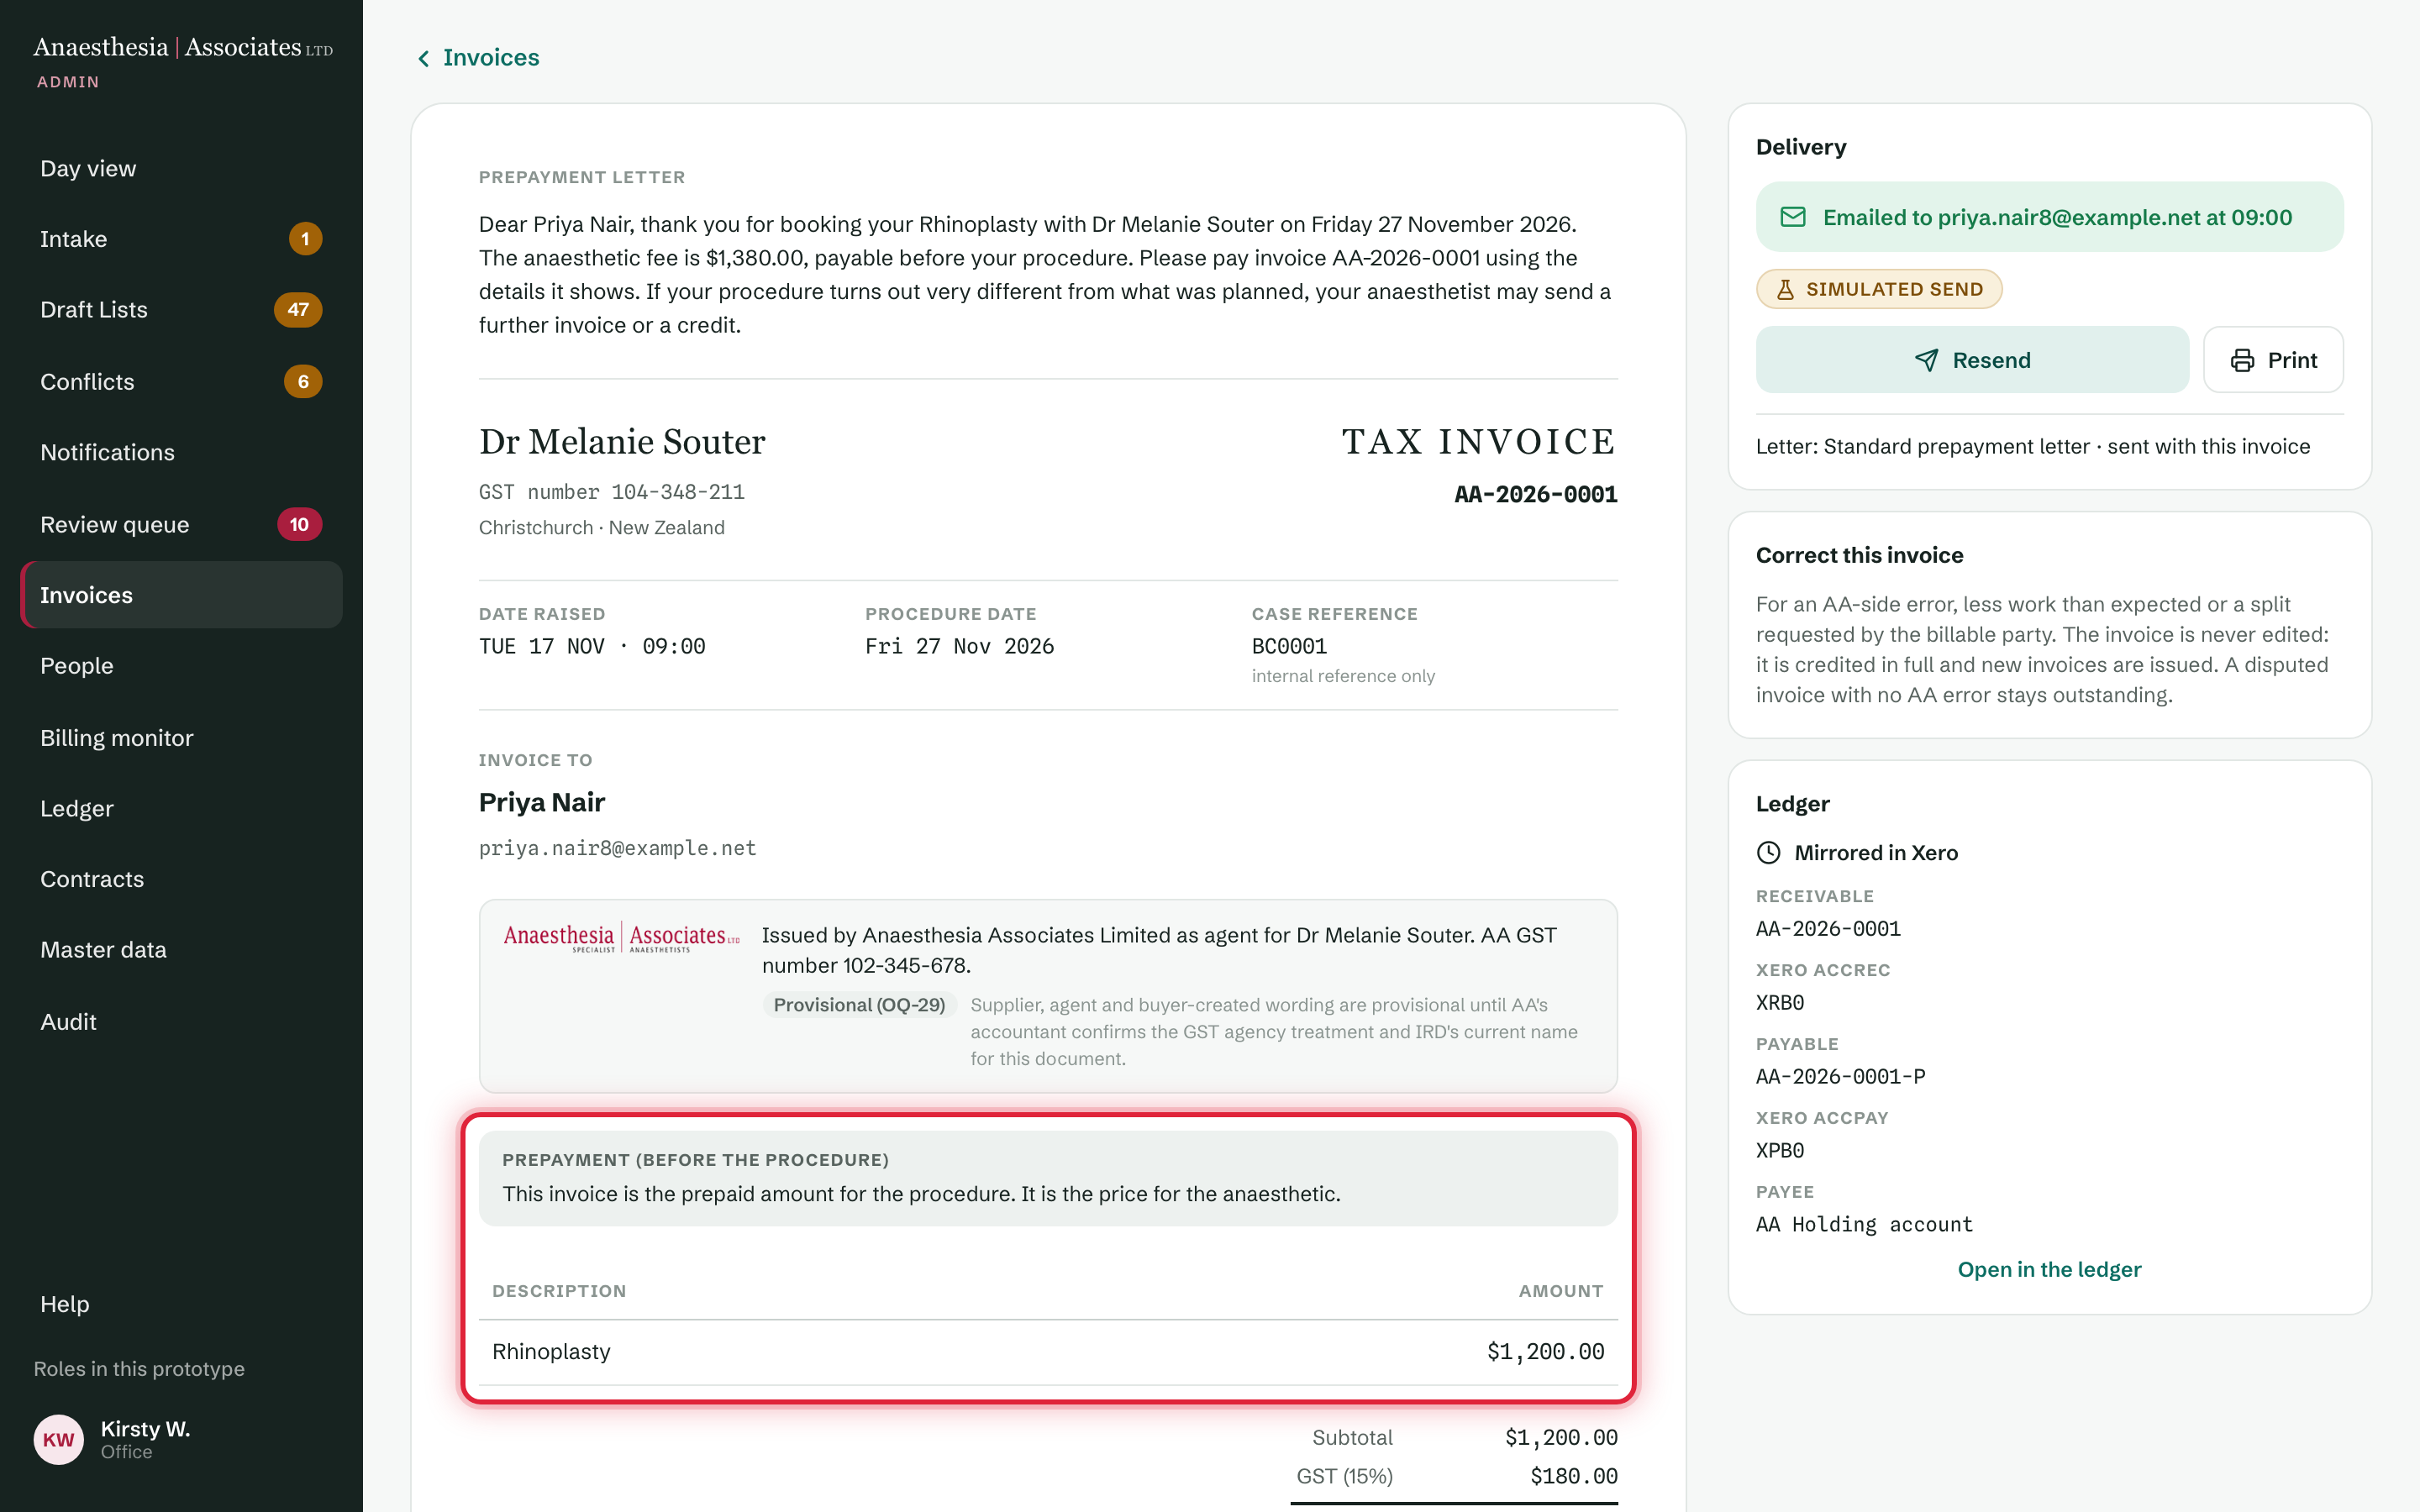 Anaesthesia | Associates LTD
ADMIN
Day view
Intake 1
Draft Lists 47
Conflicts 6
Notifications
Review queue 10
Invoices
People
Billing monitor
Ledger
Contracts
Master data
Audit
Help
Roles in this prototype
KW
Kirsty W.
Office
Invoices
PREPAYMENT LETTER
Dear Priya Nair, thank you for booking your Rhinoplasty with Dr Melanie Souter on Friday 27 November 2026.
The anaesthetic fee is $1,380.00, payable before your procedure. Please pay invoice AA-2026-0001 using the
details it shows. If your procedure turns out very different from what was planned, your anaesthetist may send a
further invoice or a credit.
Dr Melanie Souter
TAX INVOICE
GST number 104-348-211
AA-2026-0001
Christchurch · New Zealand
DATE RAISED PROCEDURE DATE CASE REFERENCE
TUE 17 NOV · 09:00 Fri 27 Nov 2026 BC0001
internal reference only
INVOICE TO
Priya Nair
priya.nair8@example.net
Anaesthesia | Associates LTD
SPECIALIST ANAESTHETISTS
Issued by Anaesthesia Associates Limited as agent for Dr Melanie Souter. AA GST
number 102-345-678.
Provisional (OQ-29)
Supplier, agent and buyer-created wording are provisional until AA's
accountant confirms the GST agency treatment and IRD's current name
for this document.
PREPAYMENT (BEFORE THE PROCEDURE)
This invoice is the prepaid amount for the procedure. It is the price for the anaesthetic.
DESCRIPTION AMOUNT
Rhinoplasty $1,200.00
Subtotal $1,200.00
GST (15%) $180.00
Delivery
Emailed to priya.nair8@example.net at 09:00
SIMULATED SEND
Resend
Print
Letter: Standard prepayment letter · sent with this invoice
Correct this invoice
For an AA-side error, less work than expected or a split
requested by the billable party. The invoice is never edited:
it is credited in full and new invoices are issued. A disputed
invoice with no AA error stays outstanding.
Ledger
Mirrored in Xero
RECEIVABLE
AA-2026-0001
XERO ACCREC
XRB0
PAYABLE
AA-2026-0001-P
XERO ACCPAY
XPB0
PAYEE
AA Holding account
Open in the ledger